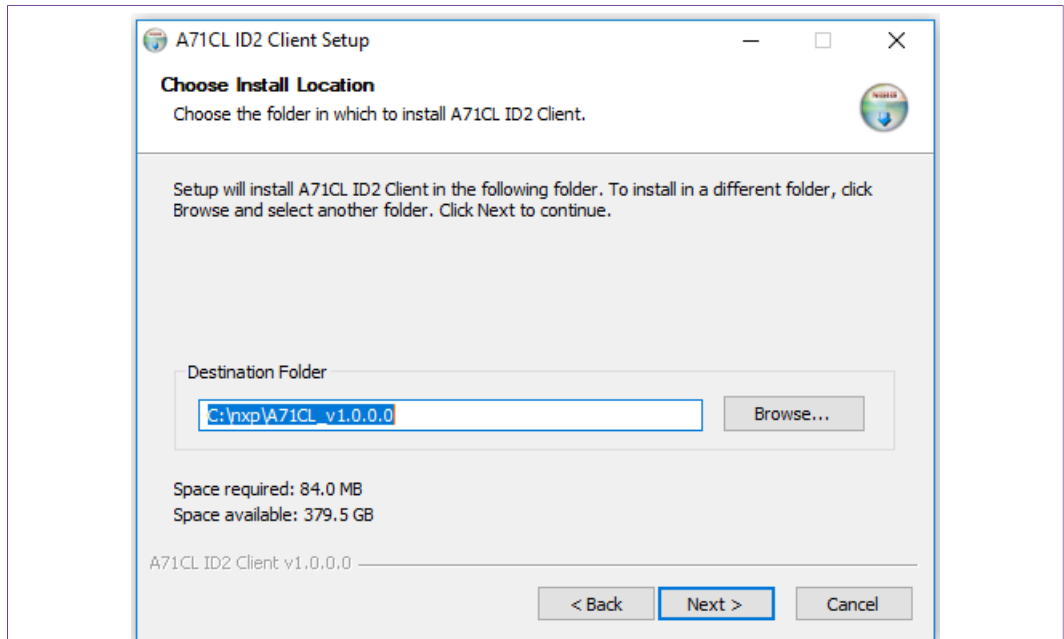 A71CL ID2 Client Setup
Choose Install Location
Choose the folder in which to install A71CL ID2 Client.
Setup will install A71CL ID2 Client in the following folder. To install in a different folder, click
Browse and select another folder. Click Next to continue.
Destination Folder
C:\nxp\A71CL_v1.0.0.0
Browse...
Space required: 84.0 MB
Space available: 379.5 GB
A71CL ID2 Client v1.0.0.0
< Back
Next >
Cancel